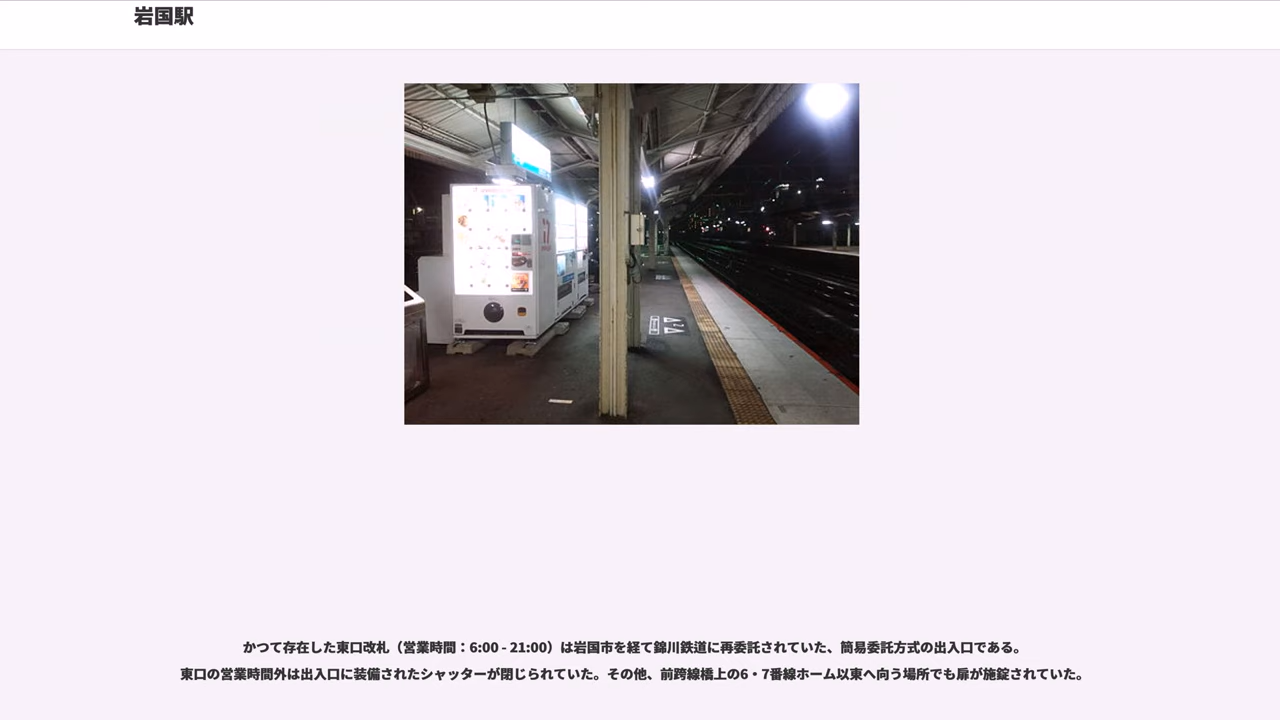 岩国駅
かつて存在した東口改札（営業時間：6:00 - 21:00）は岩国市を経て錦川鉄道に再委託されていた、簡易委託方式の出入口である。
東口の営業時間外は出入口に装備されたシャッターが閉じられていた。その他、前跨線橋上の6・7番線ホーム以東へ向う場所でも扉が施錠されていた。